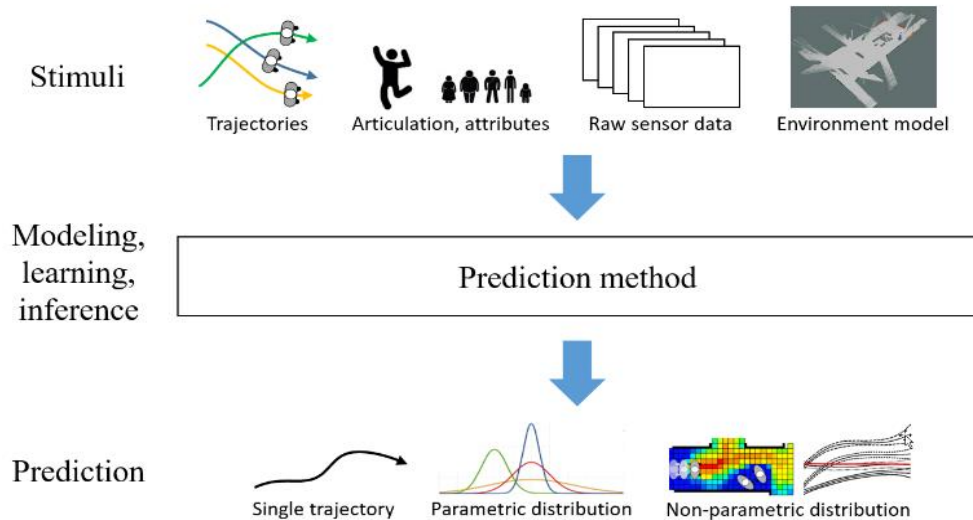 Stimuli
Trajectories
Articulation, attributes
Raw sensor data
Environment model
Modeling,
learning,
inference
Prediction method
Prediction
Single trajectory
Parametric distribution
Non-parametric distribution